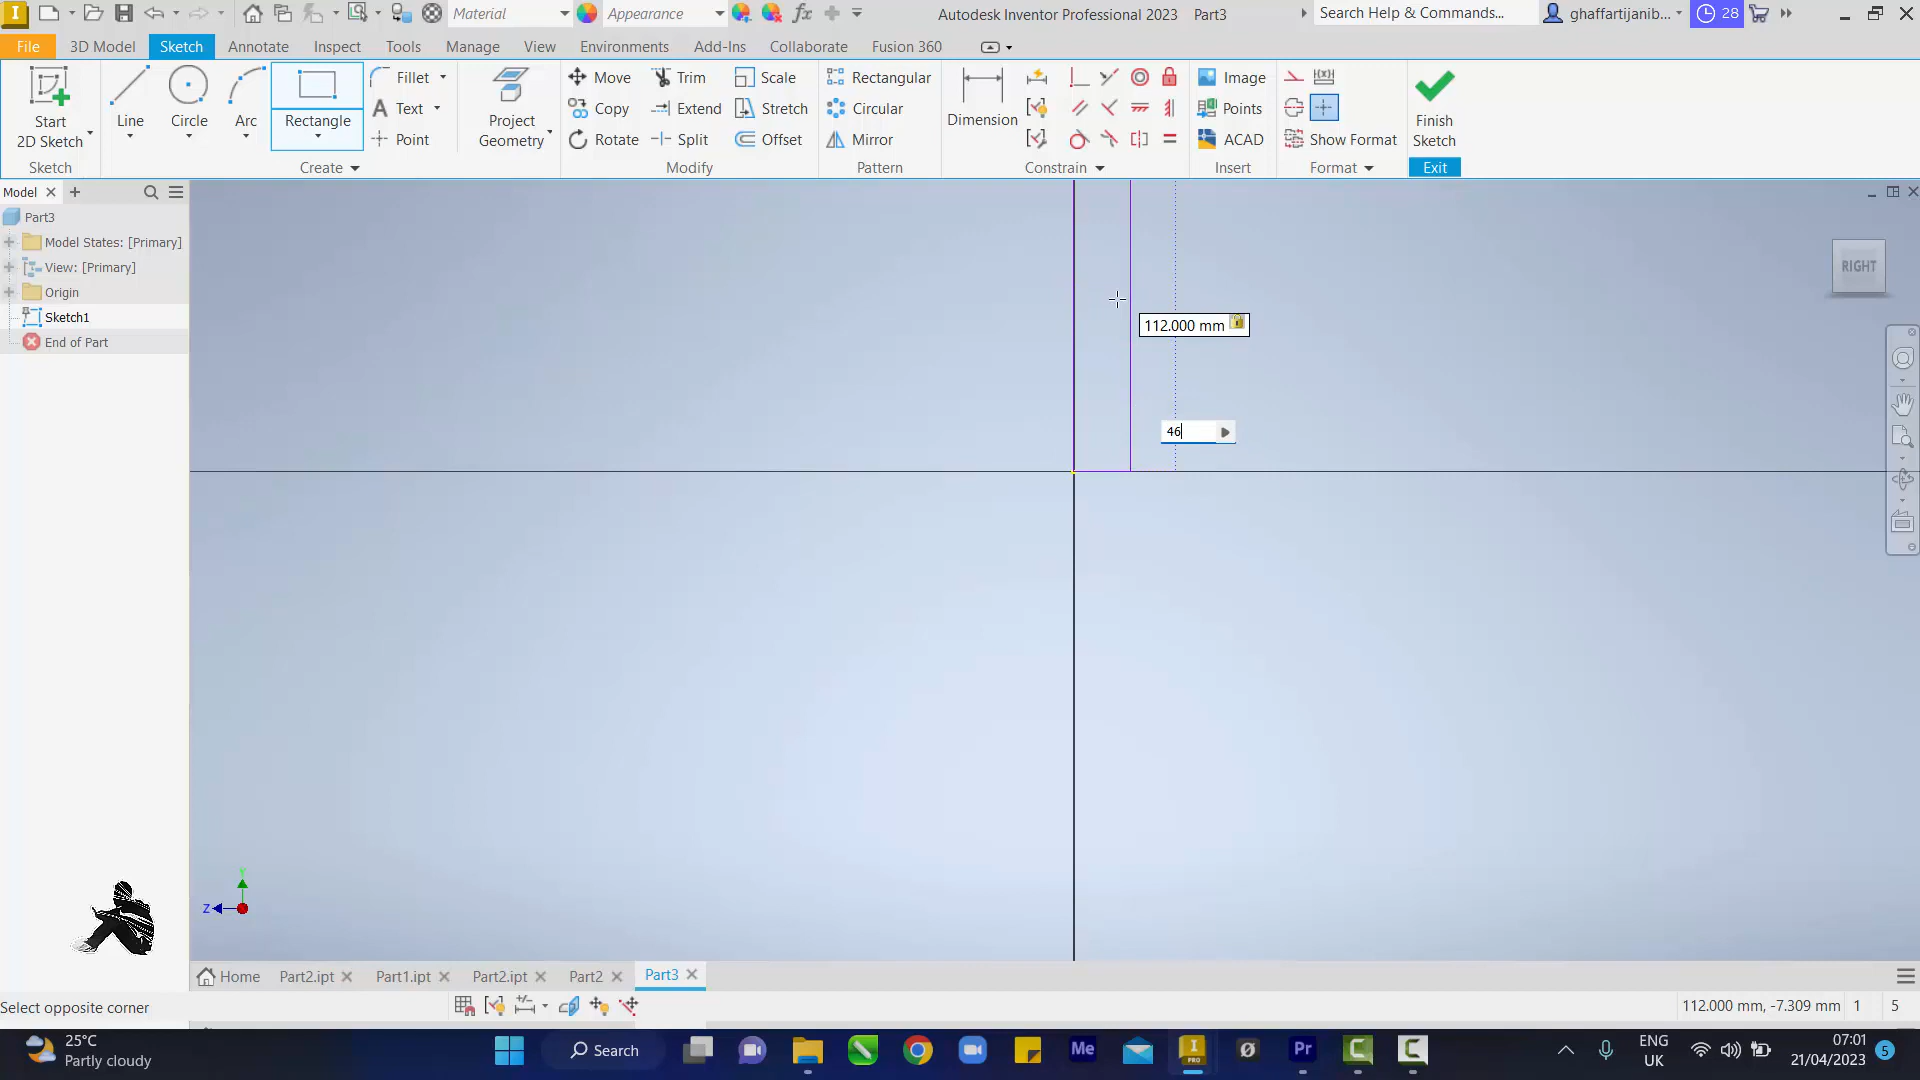 Material
Appearance
Autodesk Inventor Professional 2023 Part3
Search Help & Commands...
ghaffartijanib...
28
File
3D Model
Sketch
Annotate
Inspect
Tools
Manage
View
Environments
Add-Ins
Collaborate
Fusion 360
Start
2D Sketch
Line
Circle
Arc
Rectangle
Fillet
Text
Point
Project
Geometry
Move
Copy
Rotate
Trim
Extend
Split
Scale
Stretch
Offset
Rectangular
Circular
Mirror
Dimension
Image
Points
ACAD
Show Format
Finish
Sketch
Sketch
Create
Modify
Pattern
Constrain
Insert
Format
Exit
Model
Part3
Model States: [Primary]
View: [Primary]
Origin
Sketch1
End of Part
RIGHT
112.000 mm
46
Y
Z
Home
Part2.ipt
Part1.ipt
Part2.ipt
Part2
Part3
Select opposite corner
112.000 mm, -7.309 mm 1 5
25°C
Partly cloudy
Search
Me
I
PRO
Pr
C
C
ENG
UK
07:01
21/04/2023
5